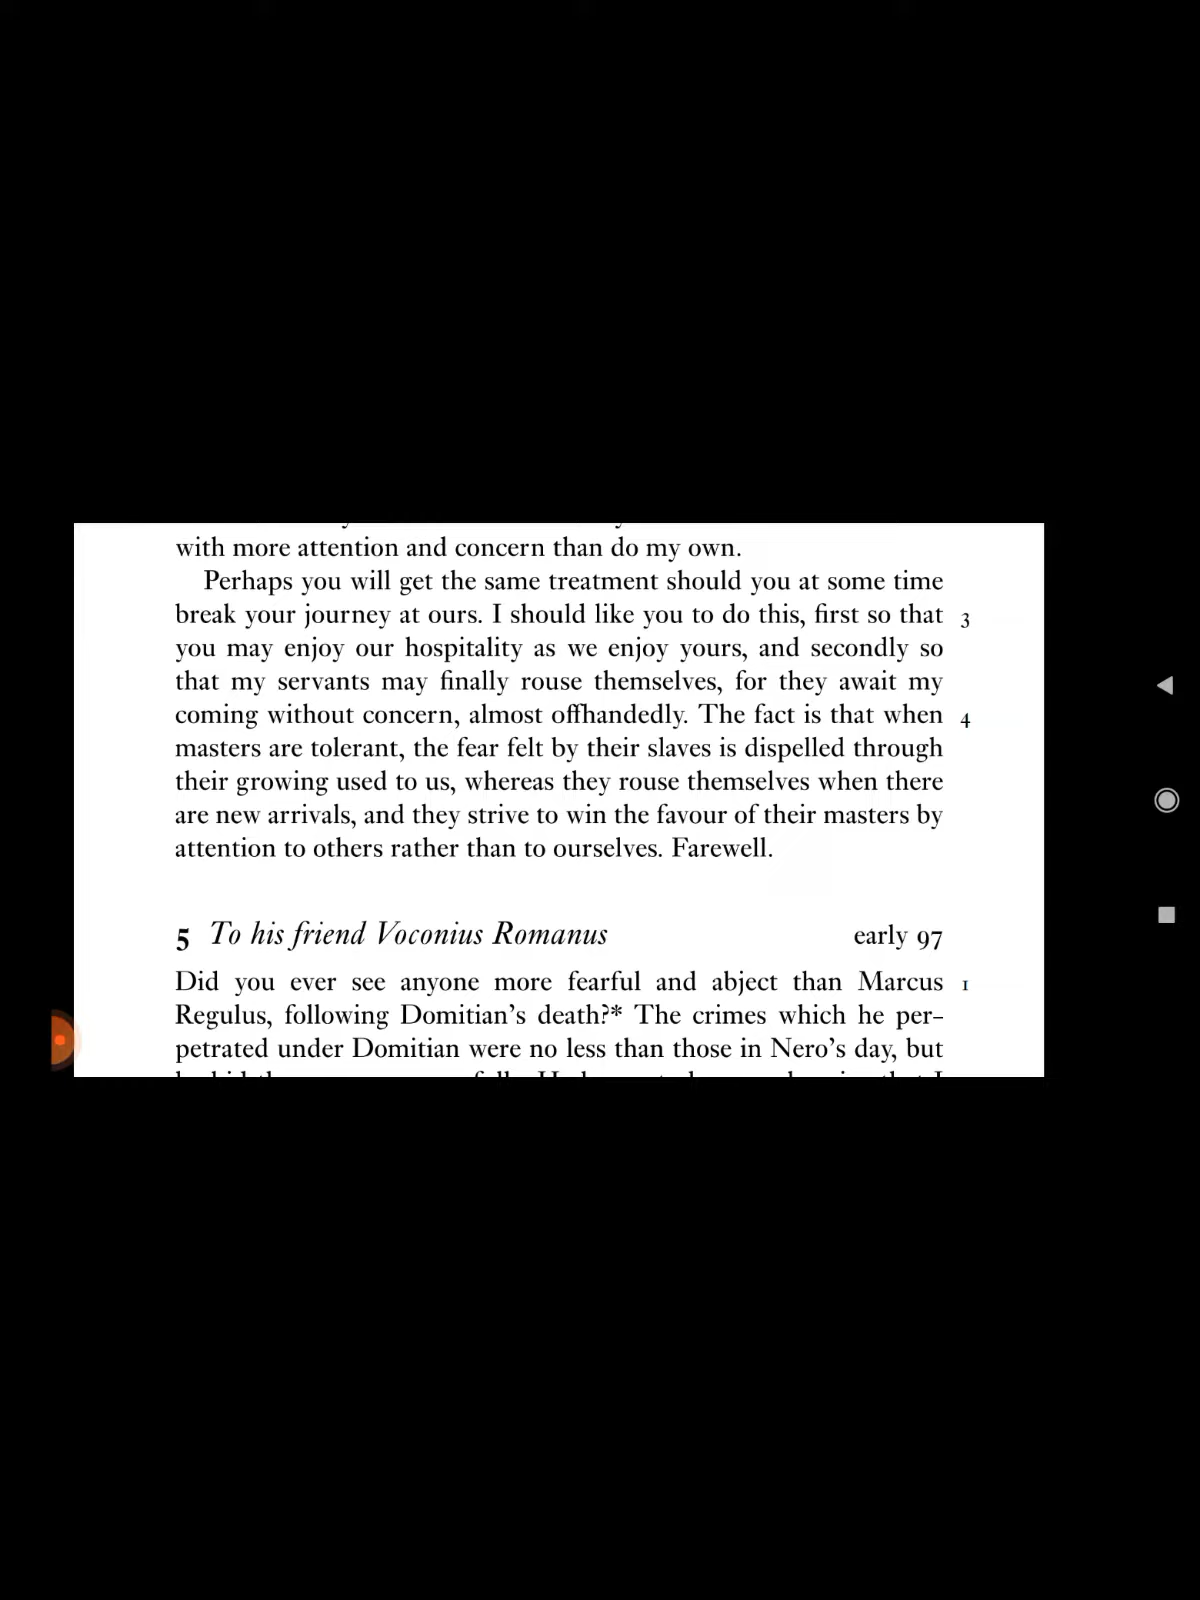 with more attention and concern than do my own.
Perhaps you will get the same treatment should you at some time
break your journey at ours. I should like you to do this, first so that 3
you may enjoy our hospitality as we enjoy yours, and secondly so
that my servants may finally rouse themselves, for they await my
coming without concern, almost offhandedly. The fact is that when 4
masters are tolerant, the fear felt by their slaves is dispelled through
their growing used to us, whereas they rouse themselves when there
are new arrivals, and they strive to win the favour of their masters by
attention to others rather than to ourselves. Farewell.
5 To his friend Voconius Romanus early 97
Did you ever see anyone more fearful and abject than Marcus 1
Regulus, following Domitian's death?* The crimes which he per-
petrated under Domitian were no less than those in Nero's day, but